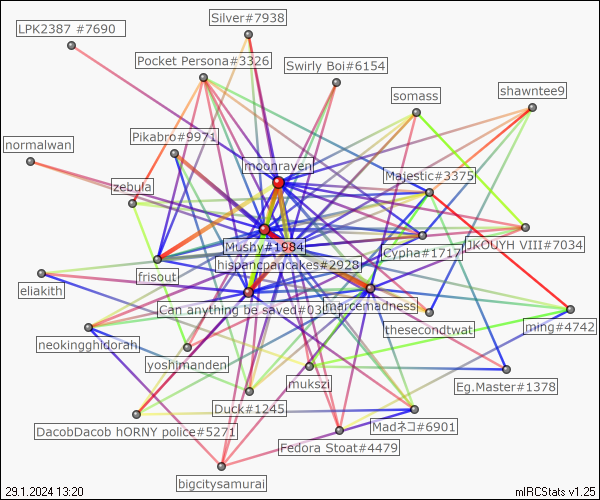 Silver#7938
LPK2387 #7690
Pocket Persona#3326
Swirly Boi#6154
shawntee9
somass
Pikabro#9971
normalwan
moonraven
Majestic#3375
zebula
Mushy#1984
JKOUYH VIII#7034
Cypha#1717
hispancpancakes#2928
frisout
eliakith
Can anything be saved#03
marcemadness
thesecondtwat
ming#4742
neokingghidorah
yoshimanden
mukszi
Eg.Master#1378
Duck#1245
DacobDacob hORNY police#5271
Madネコ#6901
Fedora Stoat#4479
bigcitysamurai
29.1.2024 13:20
mIRCStats v1.25